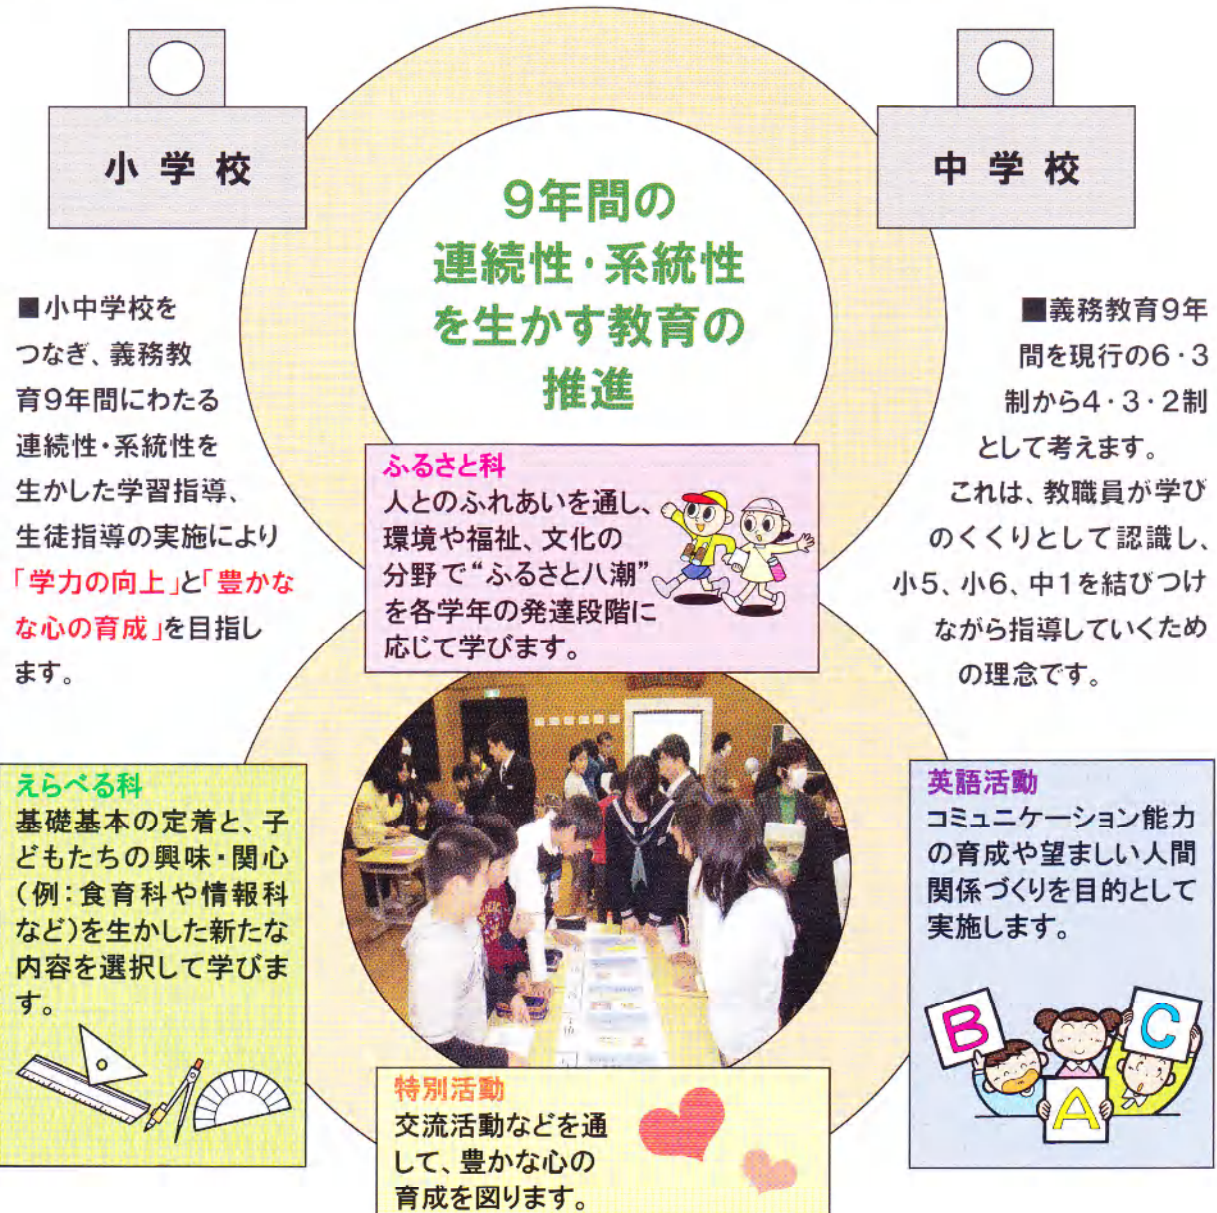 小学校
中学校
9年間の
連続性・系統性
を生かす教育の
推進
■小中学校を
つなぎ、義務教
育9年間にわたる
連続性・系統性を
生かした学習指導、
生徒指導の実施により
「学力の向上」と「豊かな
な心の育成」を目指し
ます。
■義務教育9年
間を現行の6・3
制から4・3・2制
として考えます。
これは、教職員が学び
のくくりとして認識し、
小5、小6、中1を結びつけ
ながら指導していくため
の理念です。
ふるさと科
人とのふれあいを通し、
環境や福祉、文化の
分野で“ふるさと八潮”
を各学年の発達段階に
応じて学びます。
えらべる科
基礎基本の定着と、子
どもたちの興味・関心
（例：食育科や情報科
など）を生かした新たな
内容を選択して学びま
す。
英語活動
コミュニケーション能力
の育成や望ましい人間
関係づくりを目的として
実施します。
B
C
A
特別活動
交流活動などを通
して、豊かな心の
育成を図ります。